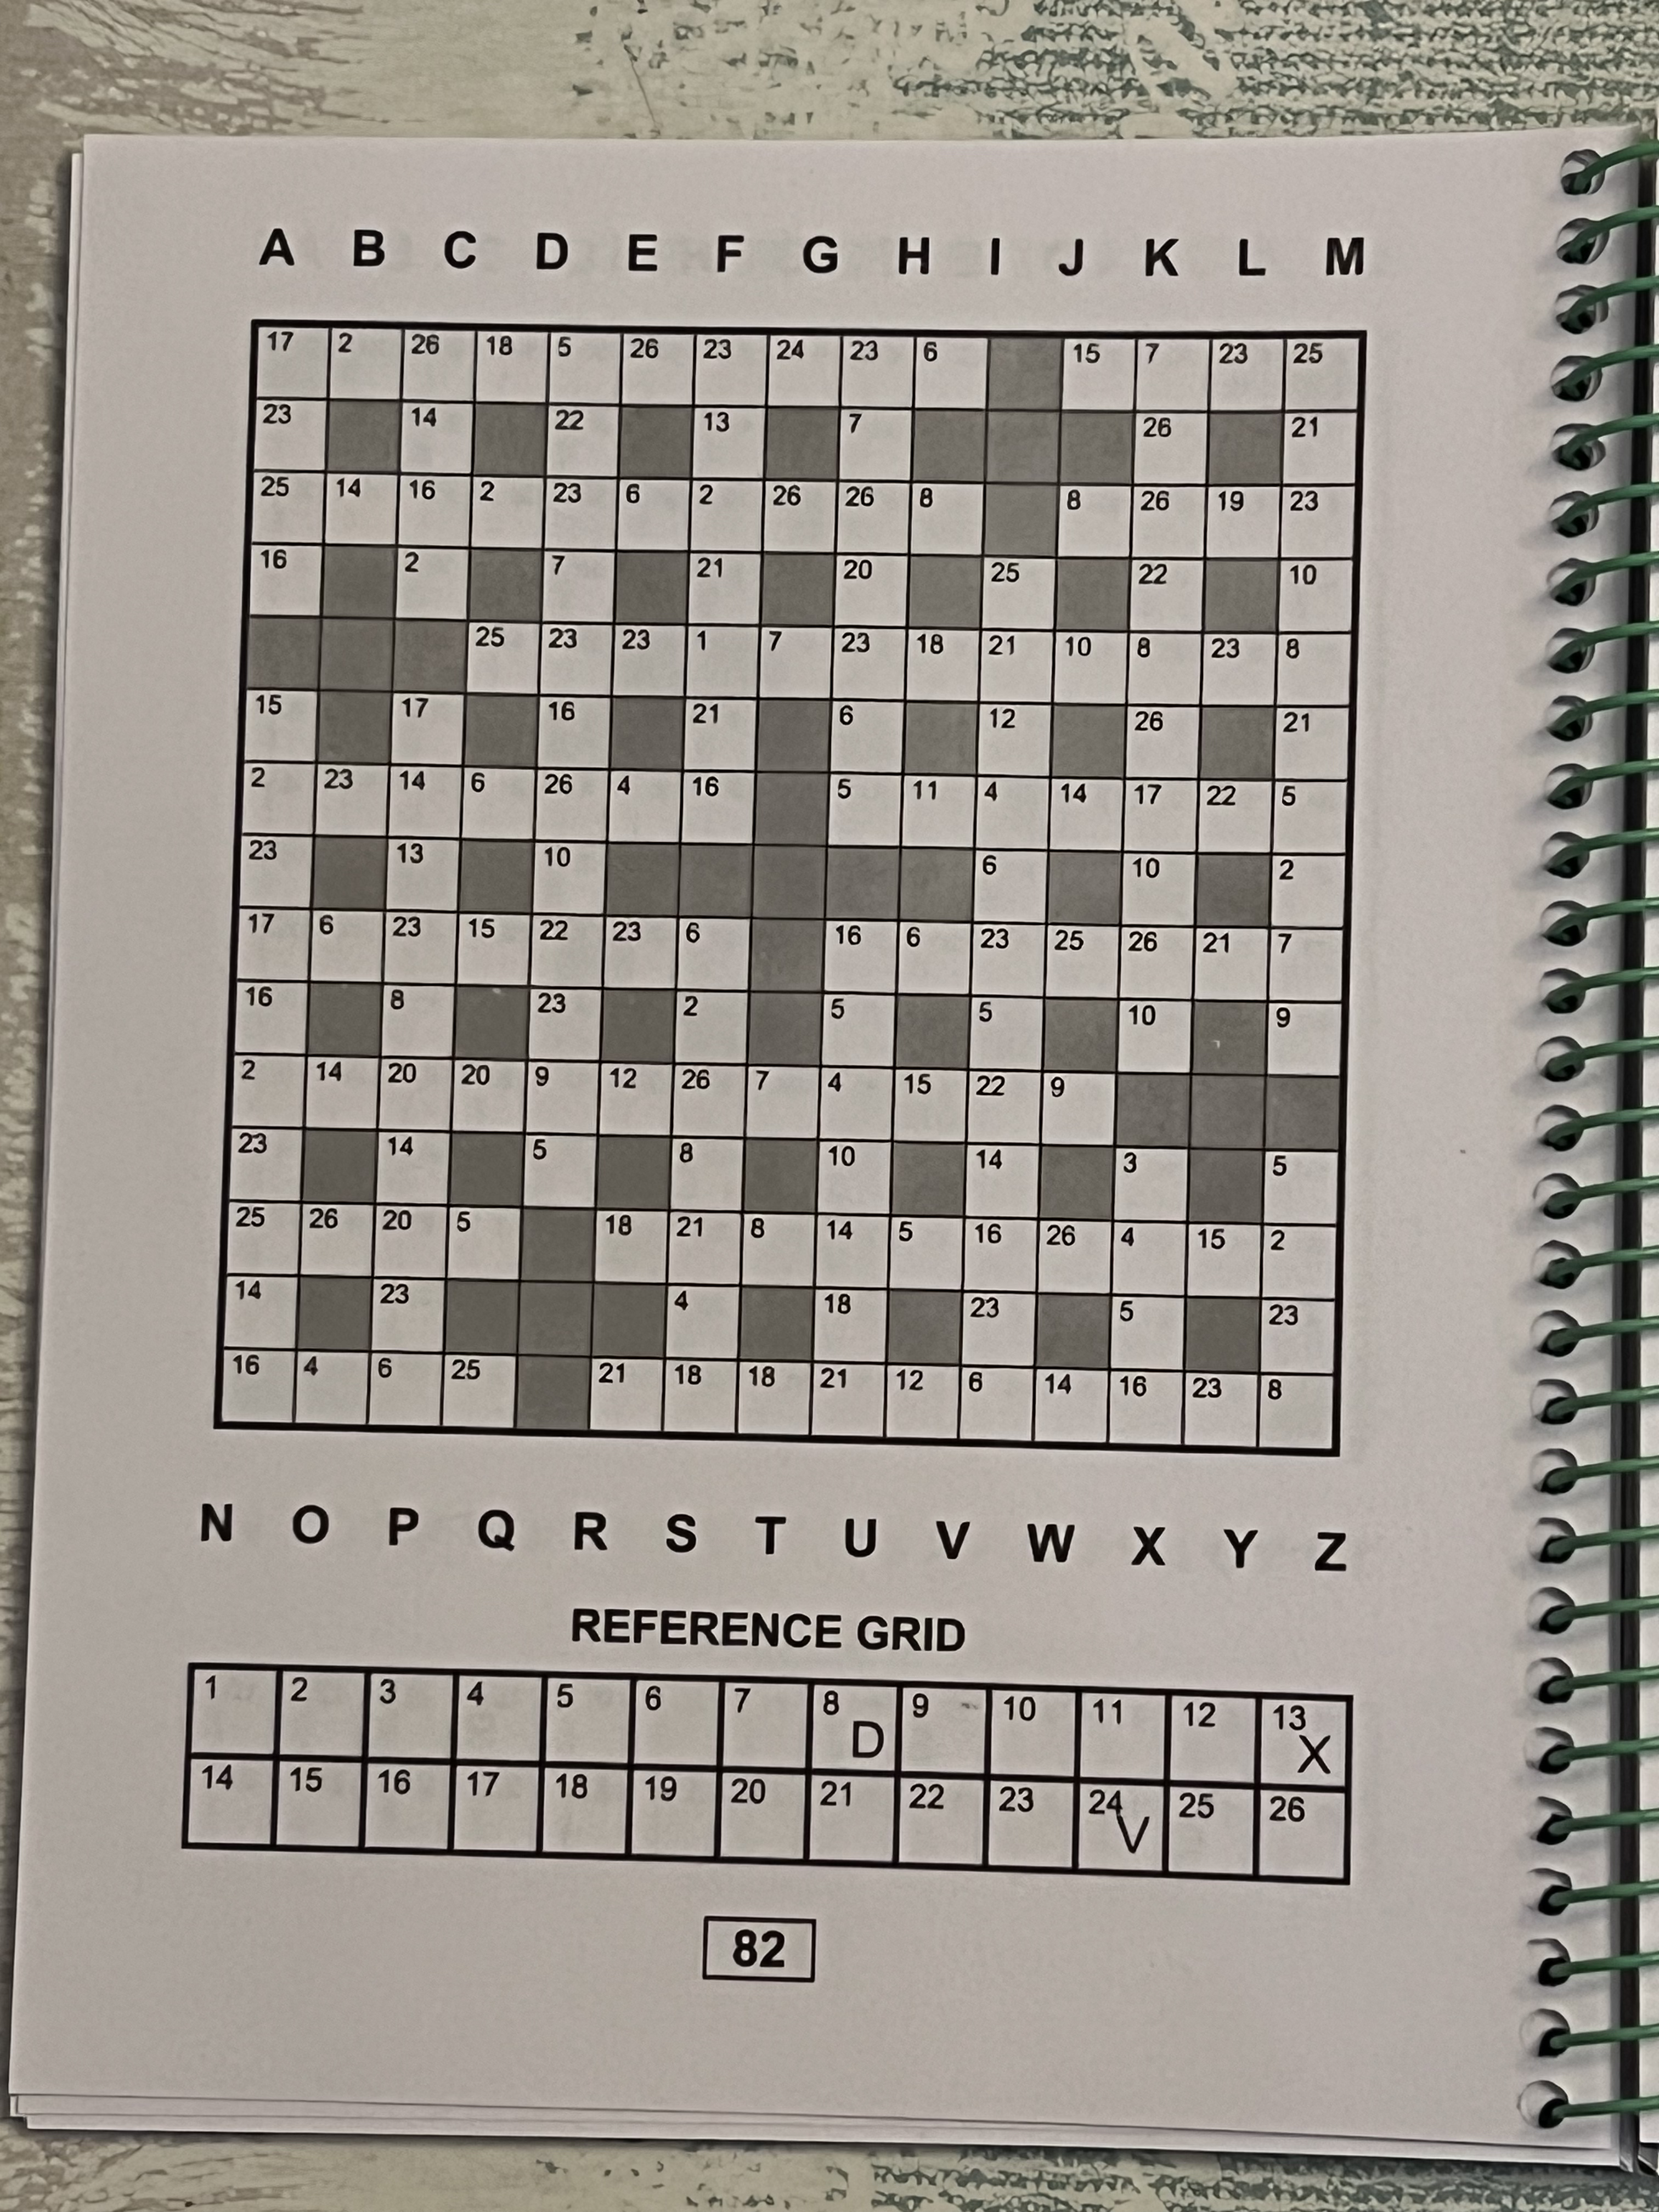 A B C D E F G H I J K L M
17 2 26 18 5 26 23 24 23 6 15 7 23 25
23 14 22 13 7 26 21
25 14 16 2 23 6 2 26 26 8 8 26 19 23
16 2 7 21 20 25 22 10
25 23 23 1 7 23 18 21 10 8 23 8
15 17 16 21 6 12 26 21
2 23 14 6 26 4 16 5 11 4 14 17 22 5
23 13 10 6 10 2
17 6 23 15 22 23 6 16 6 23 25 26 21 7
16 8 23 2 5 5 10 9
2 14 20 20 9 12 26 7 4 15 22 9
23 14 5 8 10 14 3 5
25 26 20 5 18 21 8 14 5 16 26 4 15 2
14 23 4 18 23 5 23
16 4 6 25 21 18 18 21 12 6 14 16 23 8
N O P Q R S T U V W X Y Z
REFERENCE GRID
1 2 3 4 5 6 7 8 D 9 10 11 12 13 X
14 15 16 17 18 19 20 21 22 23 24 V 25 26
82